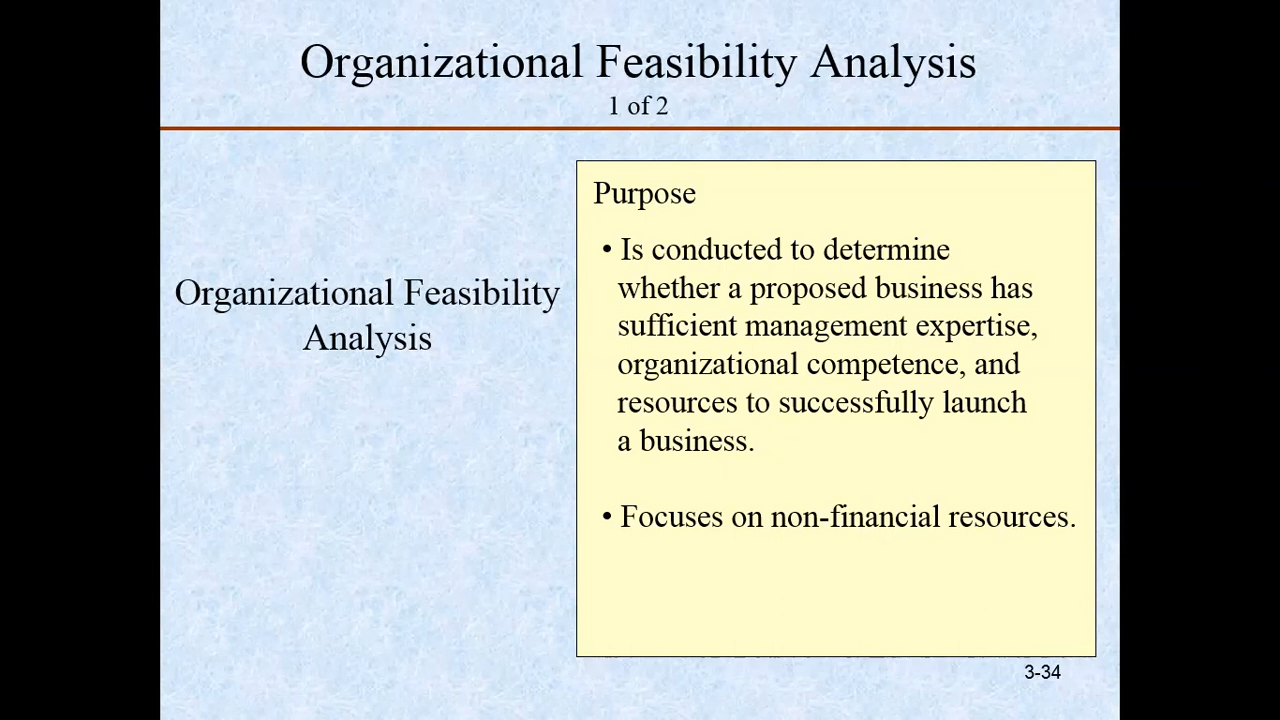 Organizational Feasibility Analysis
1 of 2
Organizational Feasibility
Analysis
Purpose
• Is conducted to determine
whether a proposed business has
sufficient management expertise,
organizational competence, and
resources to successfully launch
a business.
• Focuses on non-financial resources.
3-34